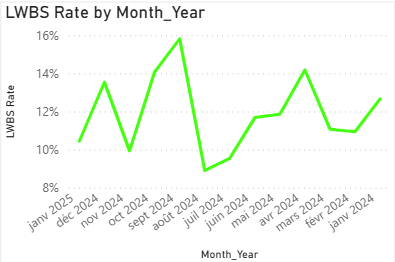 LWBS Rate by Month_Year
16%
14%
12%
10%
8%
LWBS Rate
janv 2025
déc 2024
nov 2024
oct 2024
sept 2024
août 2024
juil 2024
juin 2024
mai 2024
avr 2024
mars 2024
févr 2024
janv 2024
Month_Year